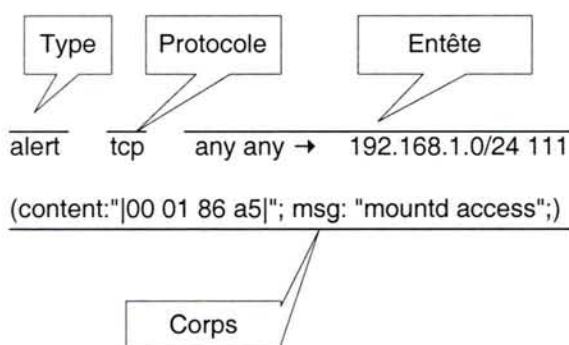 Type Protocole Entête
alert tcp any any → 192.168.1.0/24 111
(content:"|00 01 86 a5|"; msg: "mountd access";)
Corps